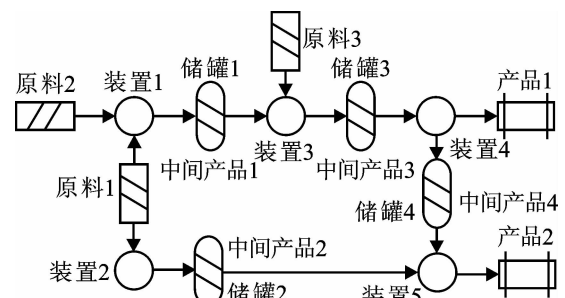 原料3
储罐1
储罐3
产品1
原料2
装置1
装置3
装置4
中间产品1
中间产品3
原料1
中间产品4
储罐4
中间产品2
产品2
装置2
储罐2
装置5